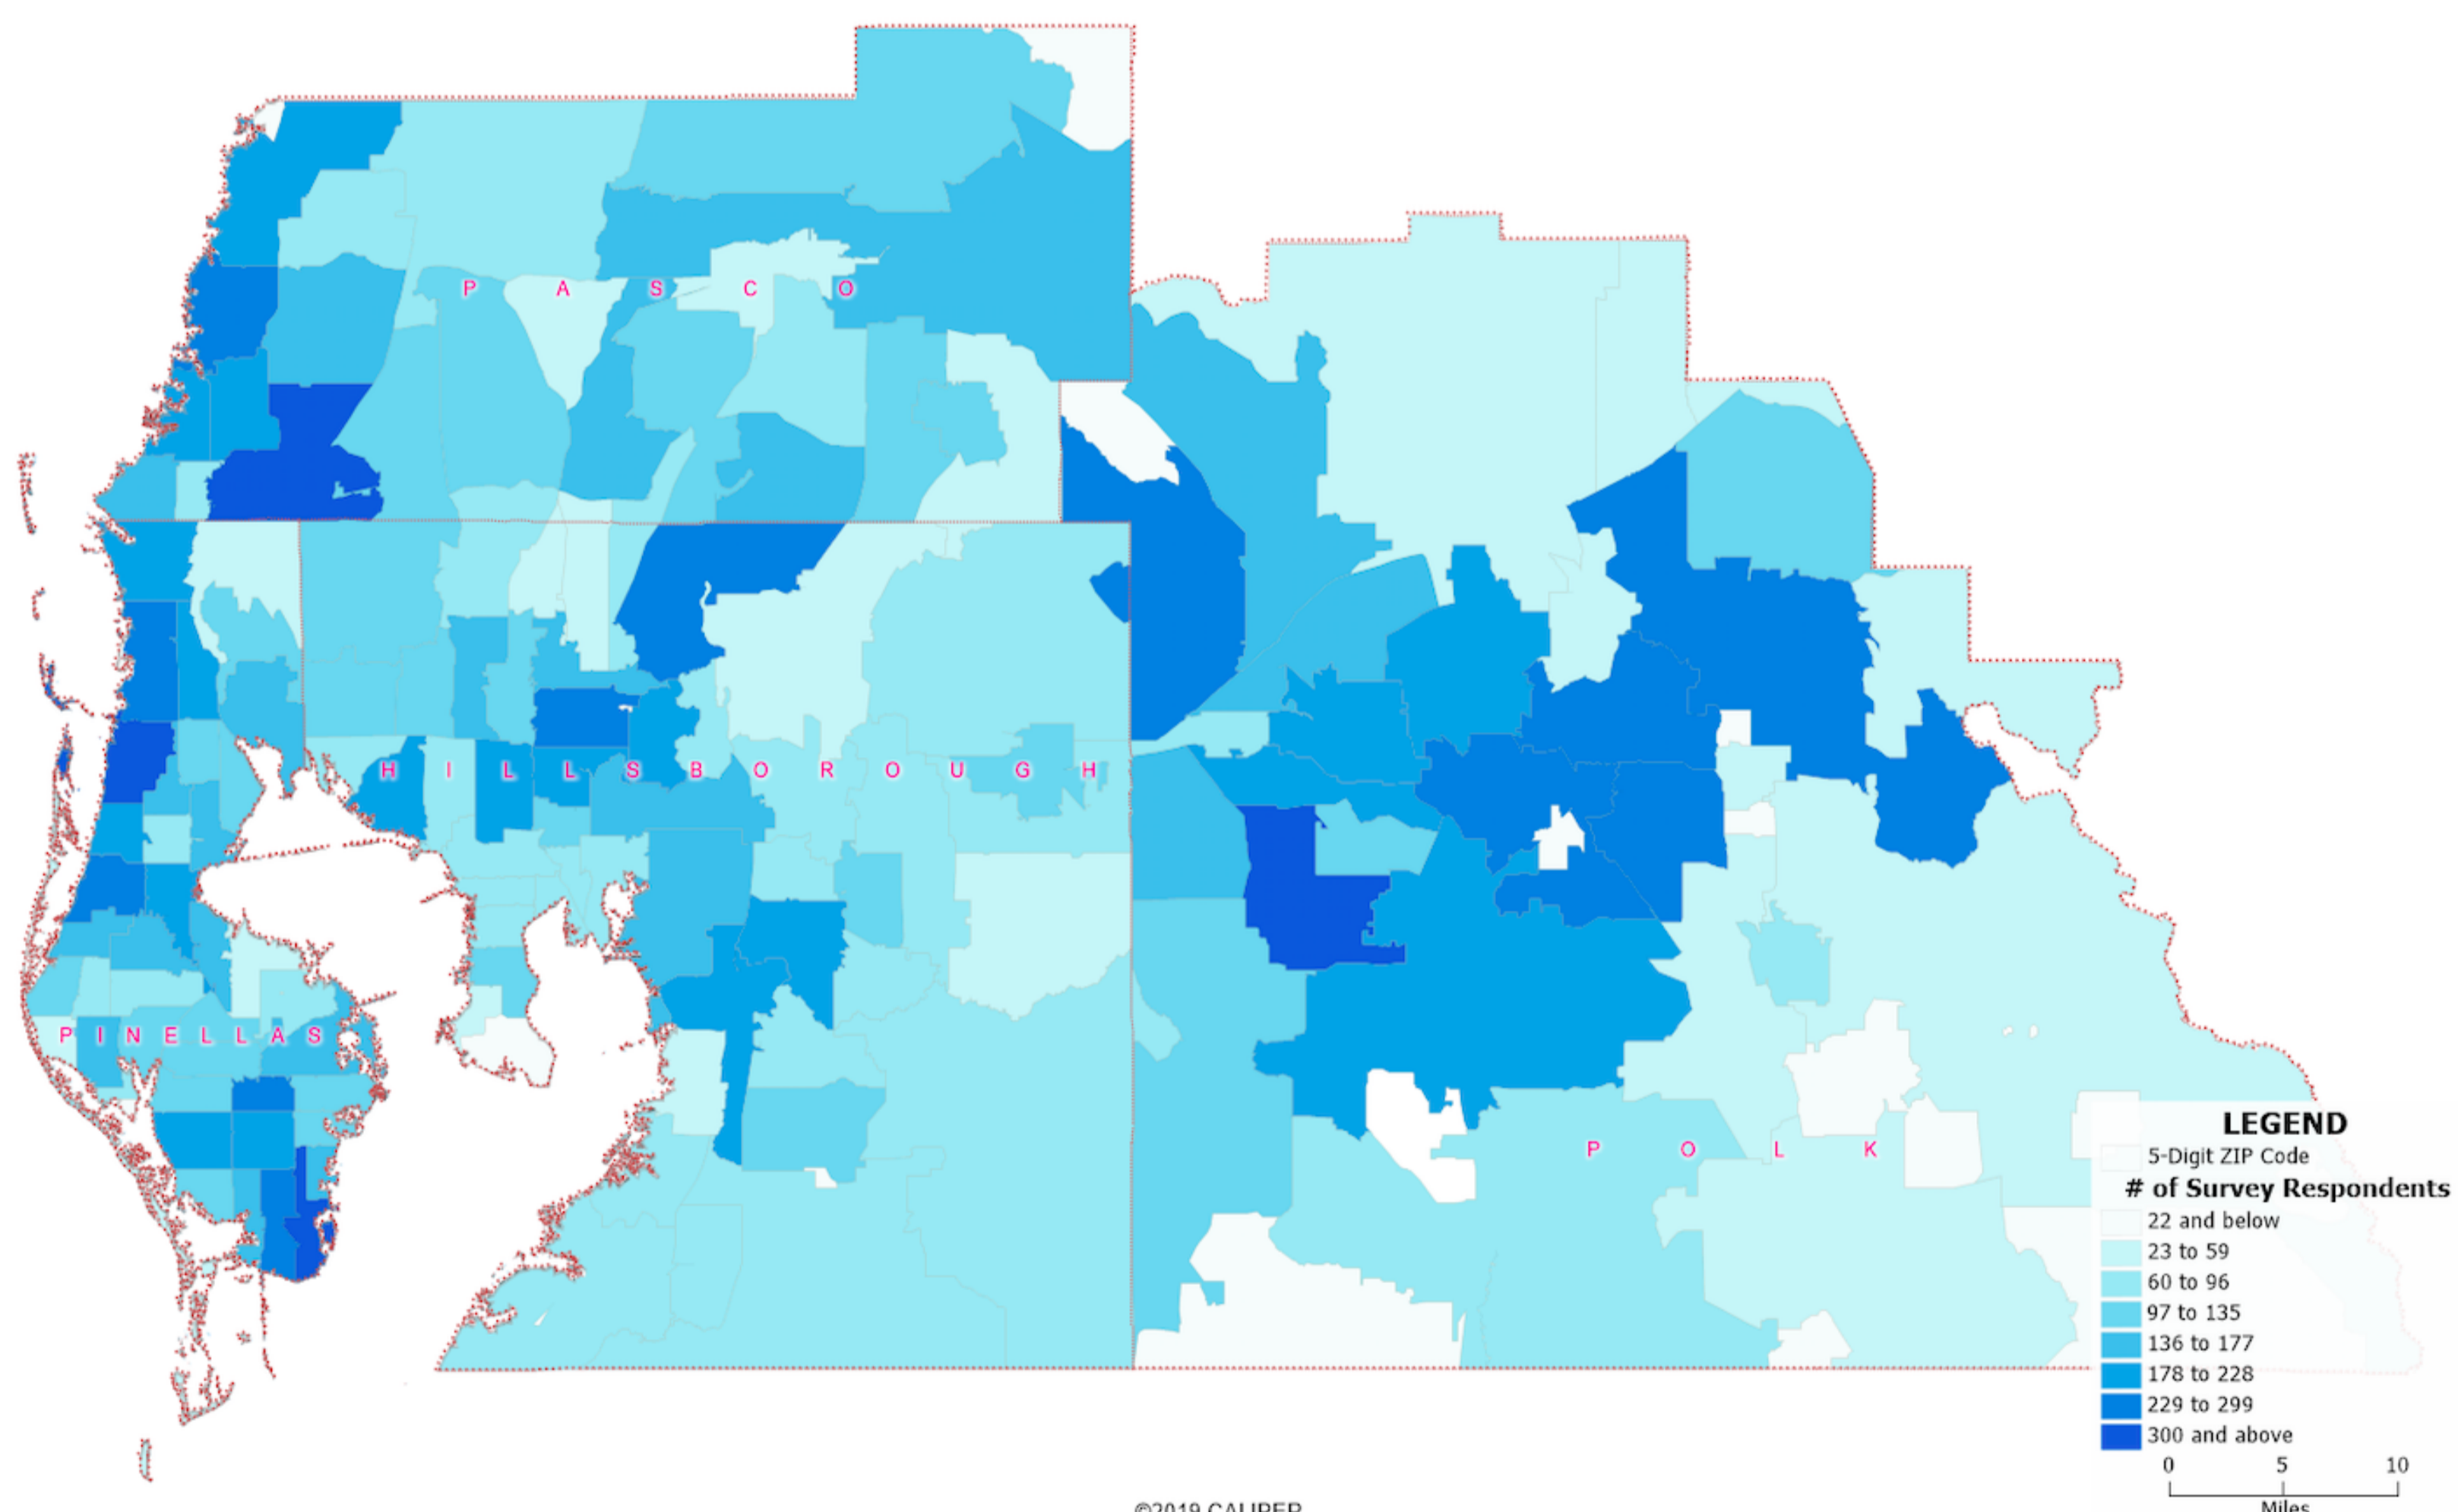 PASCO
HILLSBOROUGH
PINELLAS
POLK
LEGEND
5-Digit ZIP Code
# of Survey Respondents
22 and below
23 to 59
60 to 96
97 to 135
136 to 177
178 to 228
229 to 299
300 and above
0 5 10
Miles
©2019 CALIPER